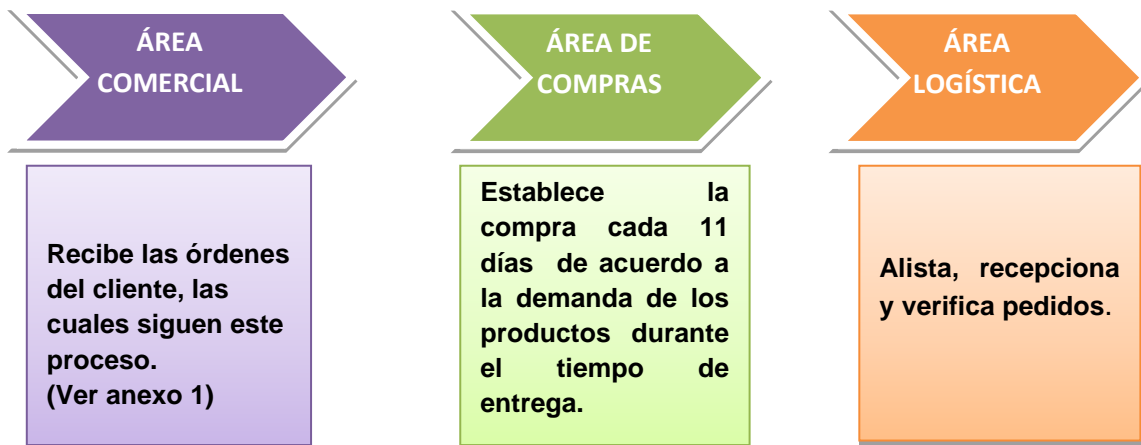 ÁREA
COMERCIAL
Recibe las órdenes
del cliente, las
cuales siguen este
proceso.
(Ver anexo 1)
ÁREA DE
COMPRAS
Establece la
compra cada 11
días de acuerdo a
la demanda de los
productos durante
el tiempo de
entrega.
ÁREA
LOGÍSTICA
Alista, recepciona
y verifica pedidos.